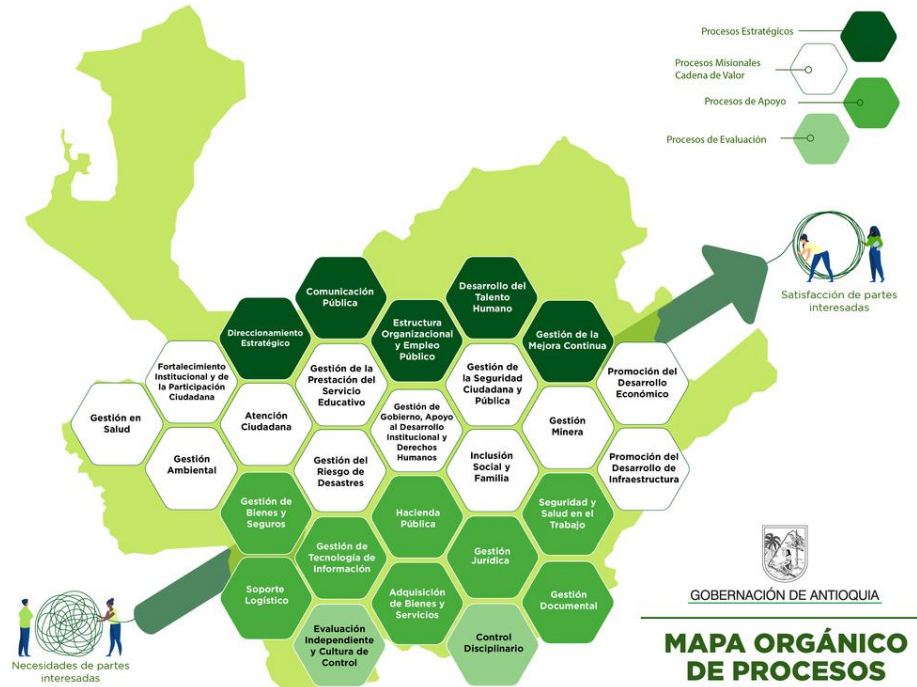 Procesos Estratégicos
Procesos Misionales
Cadena de Valor
Procesos de Apoyo
Procesos de Evaluación
Satisfacción de partes
interesadas
Comunicación
Pública
Desarrollo del
Talento
Humano
Direccionamiento
Estratégico
Estructura
Organizacional
y Empleo
Público
Gestión de la
Mejora Continua
Fortalecimiento
Institucional y de
la Participación
Ciudadana
Gestión de la
Prestación del
Servicio
Educativo
Gestión de
la Seguridad
Ciudadana y
Pública
Promoción del
Desarrollo
Económico
Gestión en
Salud
Atención
Ciudadana
Gestión de
Gobierno, Apoyo
al Desarrollo
Institucional y
Derechos
Humanos
Gestión
Minera
Gestión
Ambiental
Gestión del
Riesgo de
Desastres
Inclusión
Social y
Familia
Promoción del
Desarrollo de
Infraestructura
Gestión de
Bienes y
Seguros
Hacienda
Pública
Seguridad y
Salud en el
Trabajo
Gestión de
Tecnología de
Información
Gestión
Jurídica
Soporte
Logístico
Adquisición
de Bienes y
Servicios
Gestión
Documental
Evaluación
Independiente
y Cultura de
Control
Control
Disciplinario
Necesidades de partes
interesadas
GOBERNACIÓN DE ANTIOQUIA
MAPA ORGÁNICO
DE PROCESOS